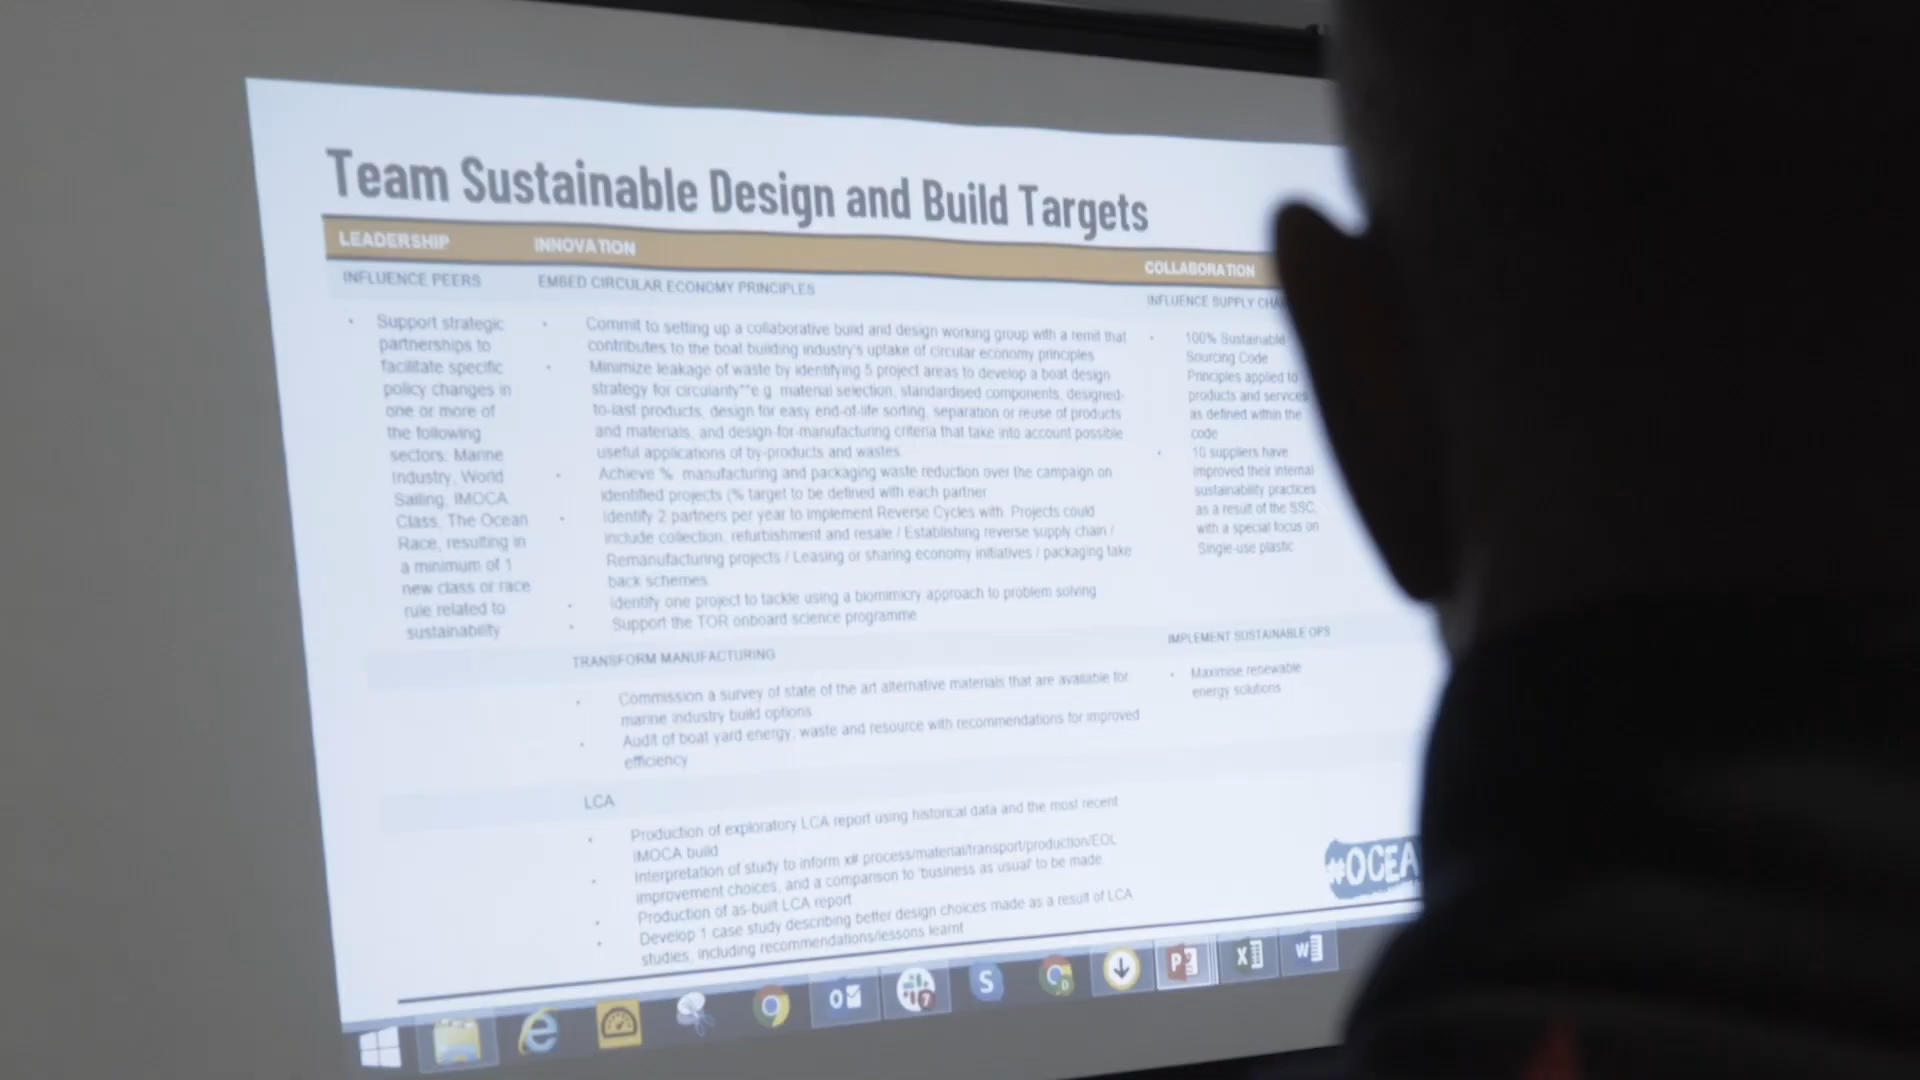 Team Sustainable Design and Build Targets
LEADERSHIP
INNOVATION
COLLABORATION
INFLUENCE PEERS
EMBED CIRCULAR ECONOMY PRINCIPLES
INFLUENCE SUPPLY
• Support strategic
partnerships to
facilitate specific
policy changes in
one or more of
the following
sectors: Marine
Industry, World
Sailing, IMOCA
Class, The Ocean
Race, resulting in
a minimum of 1
new class or race
rule related to
sustainability
• Commit to setting up a collaborative build and design working group with a remit that
contributes to the boat building industry's uptake of circular economy principles
• Minimize leakage of waste by identifying 5 project areas to develop a boat design
strategy for circularity**e.g. material selection, standardised components, designed-
to-last products, design for easy end-of-life sorting, separation or reuse of products
and materials, and design-for-manufacturing criteria that take into account possible
useful applications of by-products and wastes.
• Achieve % manufacturing and packaging waste reduction over the campaign on
identified projects (% target to be defined with each partner
• Identify 2 partners per year to implement Reverse Cycles with. Projects could
include collection, refurbishment and resale / Establishing reverse supply chain /
Remanufacturing projects / Leasing or sharing economy initiatives / packaging take
back schemes.
• Identify one project to tackle using a biomimicry approach to problem solving
• Support the TOR onboard science programme
• 100% Sustainable
Sourcing Code
Principles applied to
products and services
as defined within the
code
• 10 suppliers have
improved their internal
sustainability practices
as a result of the SSC,
with a special focus on
Single-use plastic
TRANSFORM MANUFACTURING
IMPLEMENT SUSTAINABLE OPS
• Commission a survey of state of the art alternative materials that are available for
marine industry build options
• Audit of boat yard energy, waste and resource with recommendations for improved
efficiency
• Maximise renewable
energy solutions
LCA
• Production of exploratory LCA report using historical data and the most recent
IMOCA build
• Interpretation of study to inform x# process/material/transport/production/EOL
improvement choices, and a comparison to 'business as usual' to be made.
• Production of as-built LCA report
• Develop 1 case study describing better design choices made as a result of LCA
studies, including recommendations/lessons learnt
#OCEA